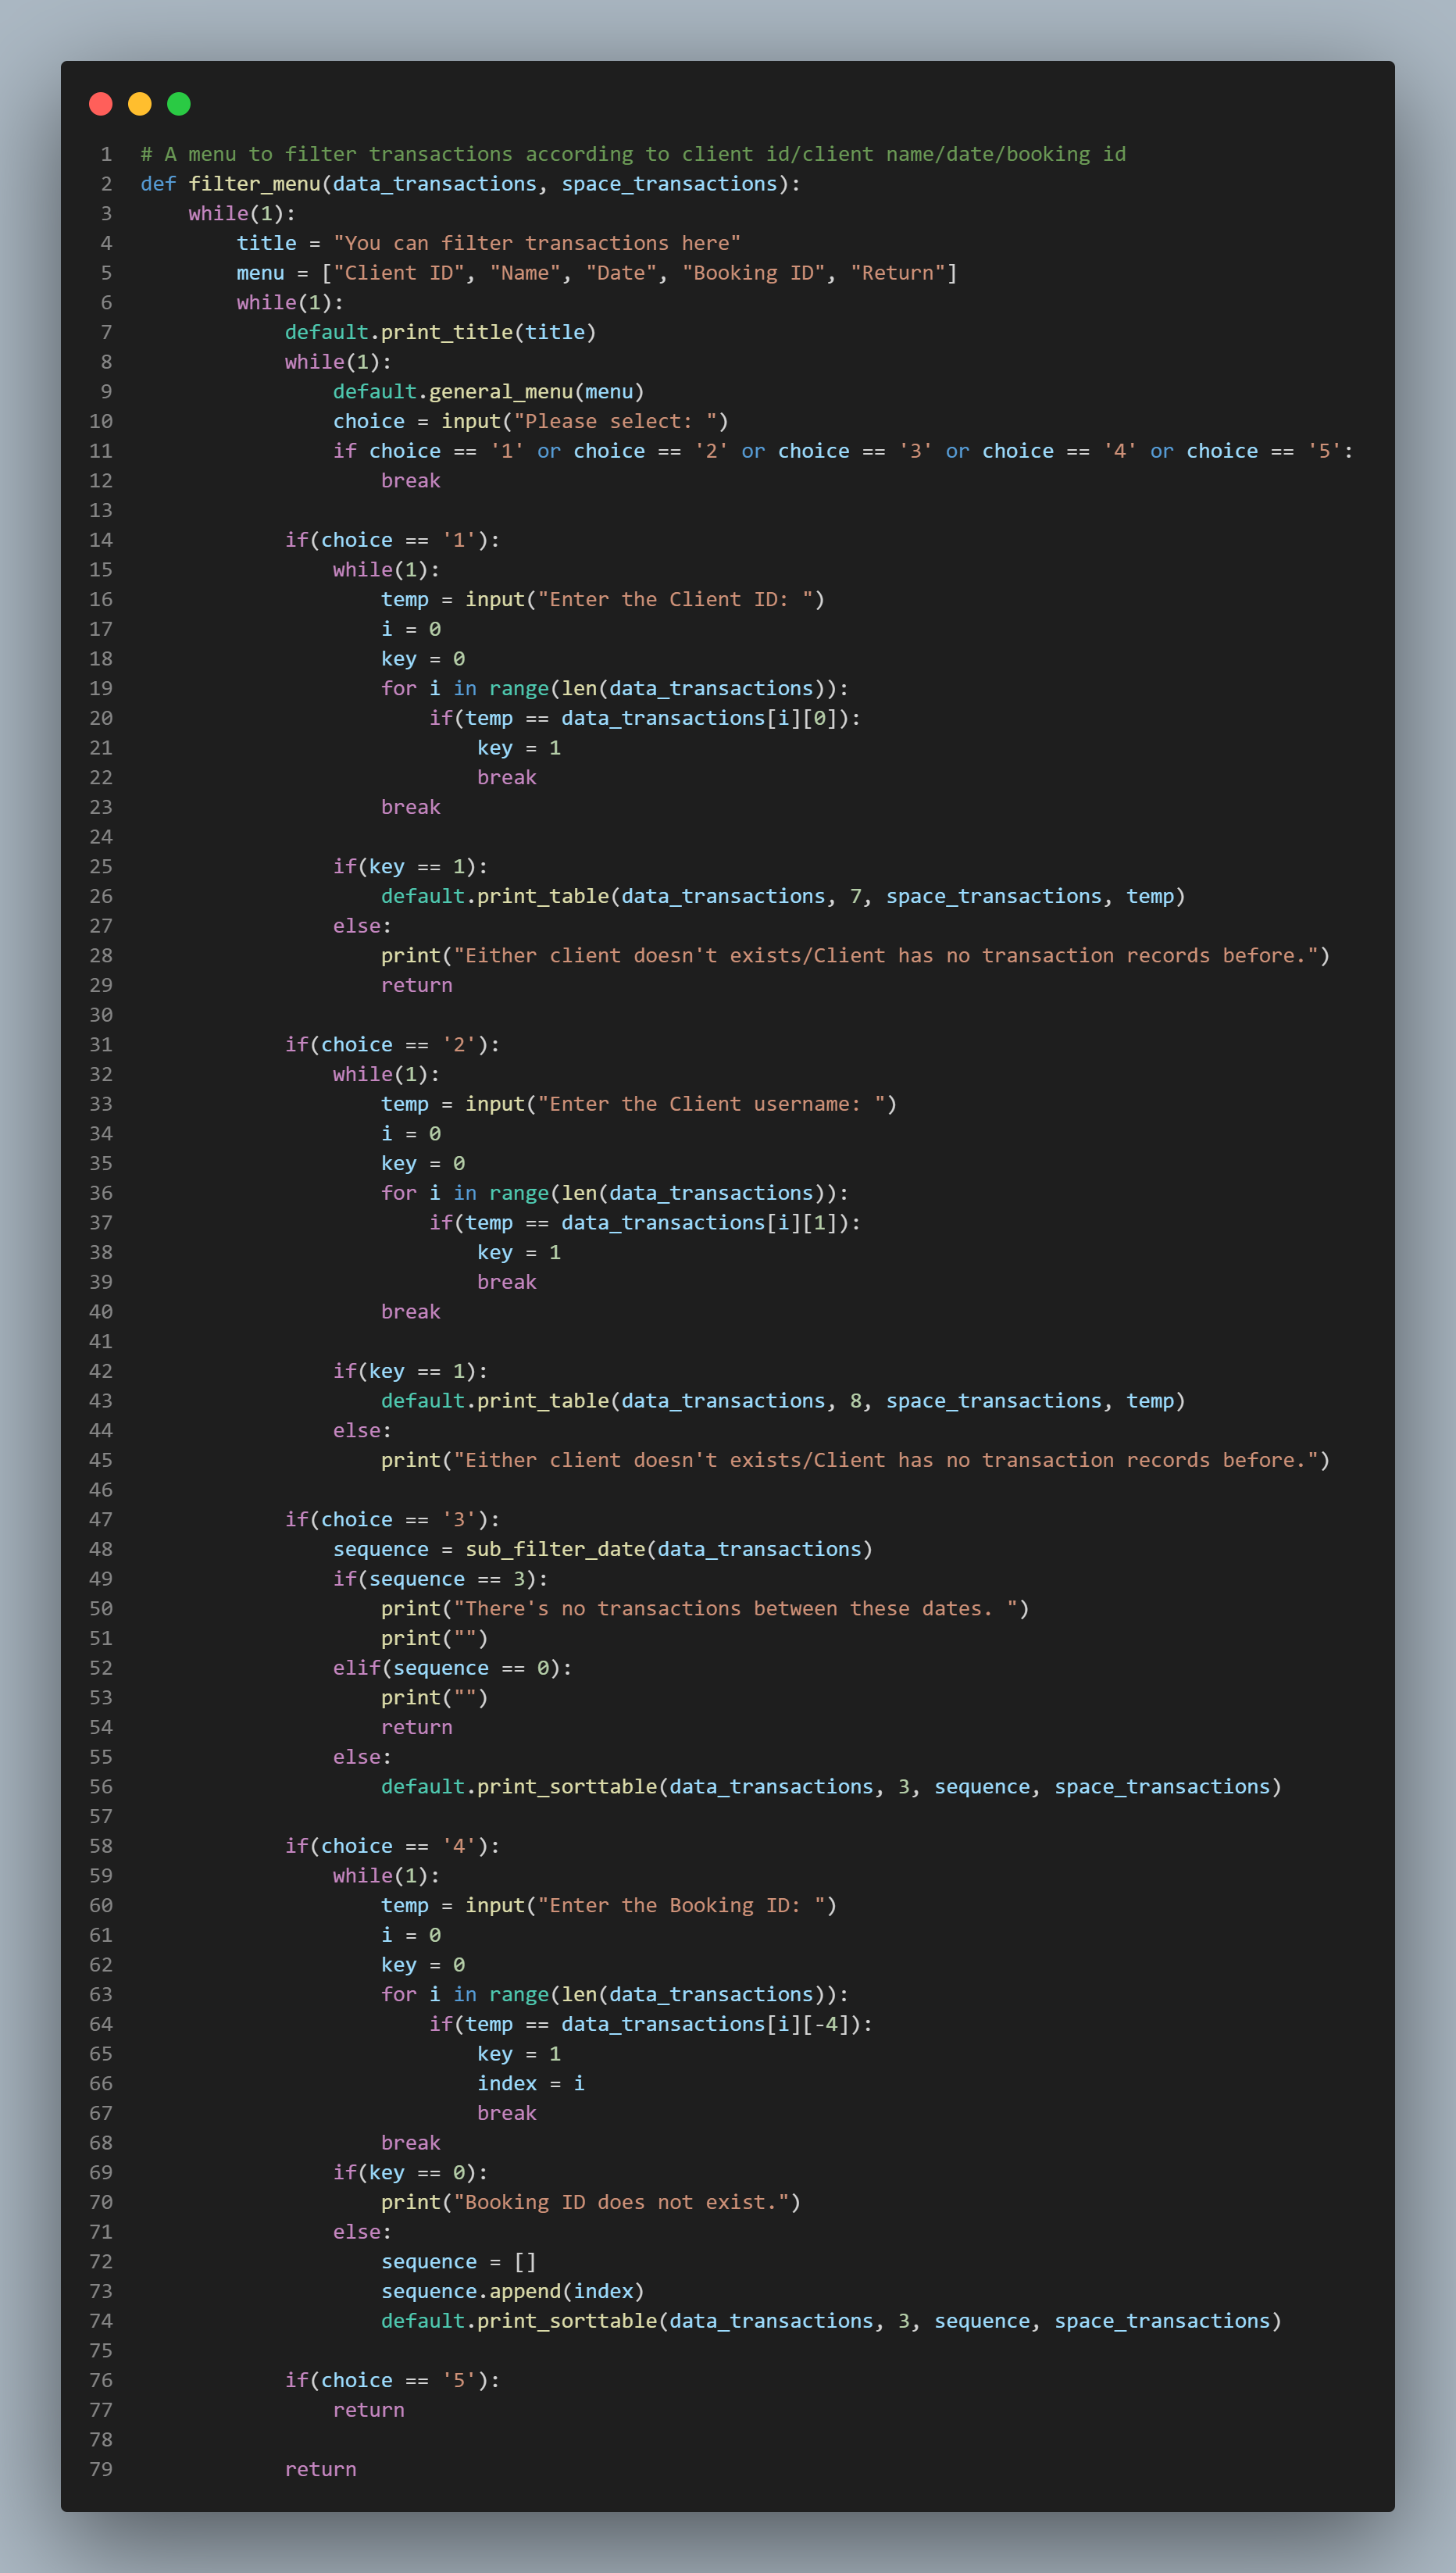 1 # A menu to filter transactions according to client id/client name/date/booking id
2 def filter_menu(data_transactions, space_transactions):
3     while(1):
4         title = "You can filter transactions here"
5         menu = ["Client ID", "Name", "Date", "Booking ID", "Return"]
6         while(1):
7             default.print_title(title)
8             while(1):
9                 default.general_menu(menu)
10                 choice = input("Please select: ")
11                 if choice == '1' or choice == '2' or choice == '3' or choice == '4' or choice == '5':
12                     break
13
14             if(choice == '1'):
15                 while(1):
16                     temp = input("Enter the Client ID: ")
17                     i = 0
18                     key = 0
19                     for i in range(len(data_transactions)):
20                         if(temp == data_transactions[i][0]):
21                             key = 1
22                             break
23                     break
24
25                 if(key == 1):
26                     default.print_table(data_transactions, 7, space_transactions, temp)
27                 else:
28                     print("Either client doesn't exists/Client has no transaction records before.")
29                     return
30
31             if(choice == '2'):
32                 while(1):
33                     temp = input("Enter the Client username: ")
34                     i = 0
35                     key = 0
36                     for i in range(len(data_transactions)):
37                         if(temp == data_transactions[i][1]):
38                             key = 1
39                             break
40                     break
41
42                 if(key == 1):
43                     default.print_table(data_transactions, 8, space_transactions, temp)
44                 else:
45                     print("Either client doesn't exists/Client has no transaction records before.")
46
47             if(choice == '3'):
48                 sequence = sub_filter_date(data_transactions)
49                 if(sequence == 3):
50                     print("There's no transactions between these dates. ")
51                     print("")
52                 elif(sequence == 0):
53                     print("")
54                     return
55                 else:
56                     default.print_sorttable(data_transactions, 3, sequence, space_transactions)
57
58             if(choice == '4'):
59                 while(1):
60                     temp = input("Enter the Booking ID: ")
61                     i = 0
62                     key = 0
63                     for i in range(len(data_transactions)):
64                         if(temp == data_transactions[i][-4]):
65                             key = 1
66                             index = i
67                             break
68                     break
69                 if(key == 0):
70                     print("Booking ID does not exist.")
71                 else:
72                     sequence = []
73                     sequence.append(index)
74                     default.print_sorttable(data_transactions, 3, sequence, space_transactions)
75
76             if(choice == '5'):
77                 return
78
79             return